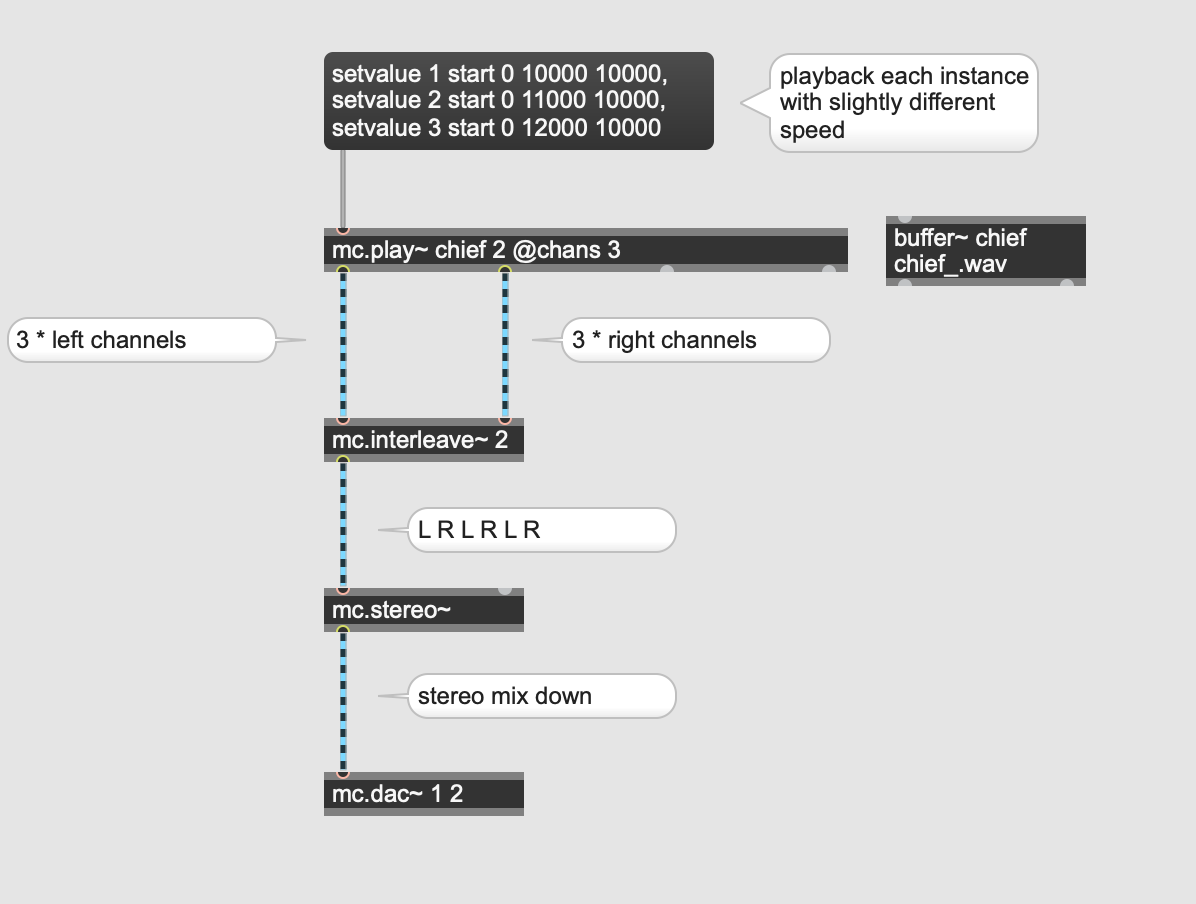 setvalue 1 start 0 10000 10000,
setvalue 2 start 0 11000 10000,
setvalue 3 start 0 12000 10000
playback each instance
with slightly different
speed
mc.play~ chief 2 @chans 3
buffer~ chief
chief_.wav
3 * left channels
3 * right channels
mc.interleave~ 2
L R L R L R
mc.stereo~
stereo mix down
mc.dac~ 1 2